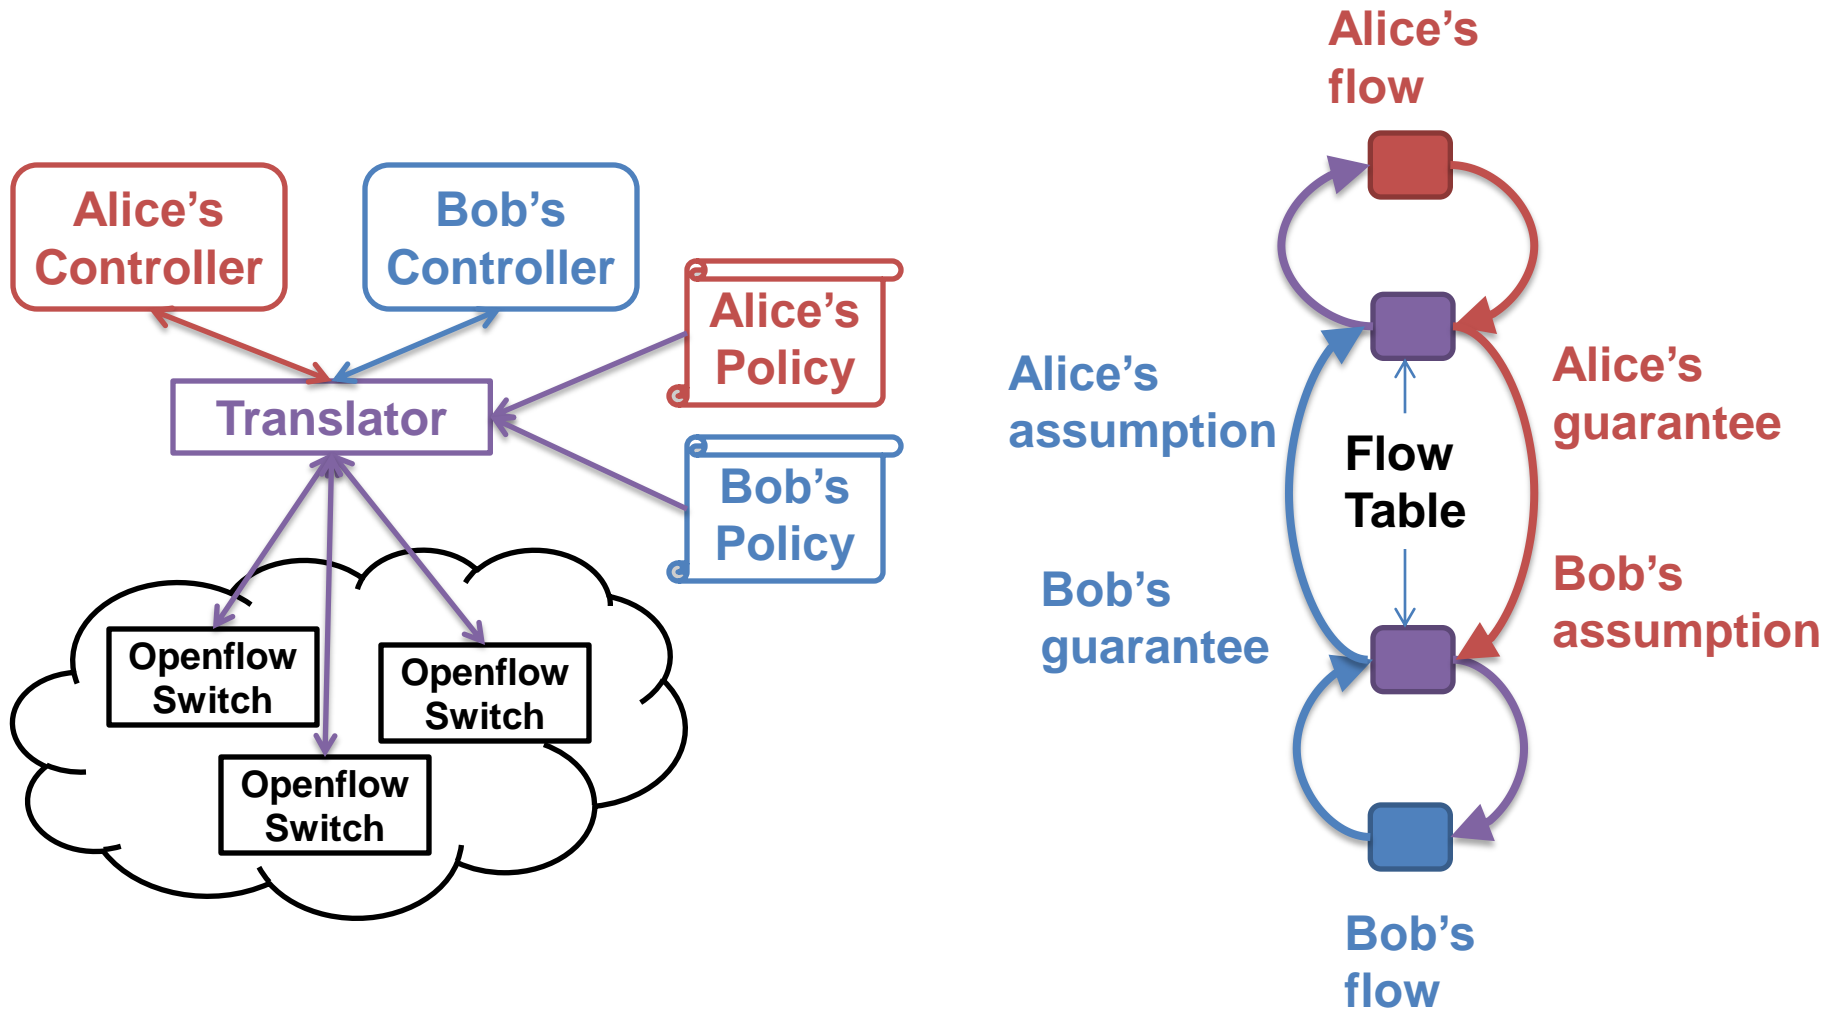 Alice’s
Controller
Bob’s
Controller
Alice’s
Policy
Translator
Bob’s
Policy
Openflow
Switch
Openflow
Switch
Openflow
Switch
Alice’s
flow
Alice’s
assumption
Alice’s
guarantee
Flow
Table
Bob’s
guarantee
Bob’s
assumption
Bob’s
flow